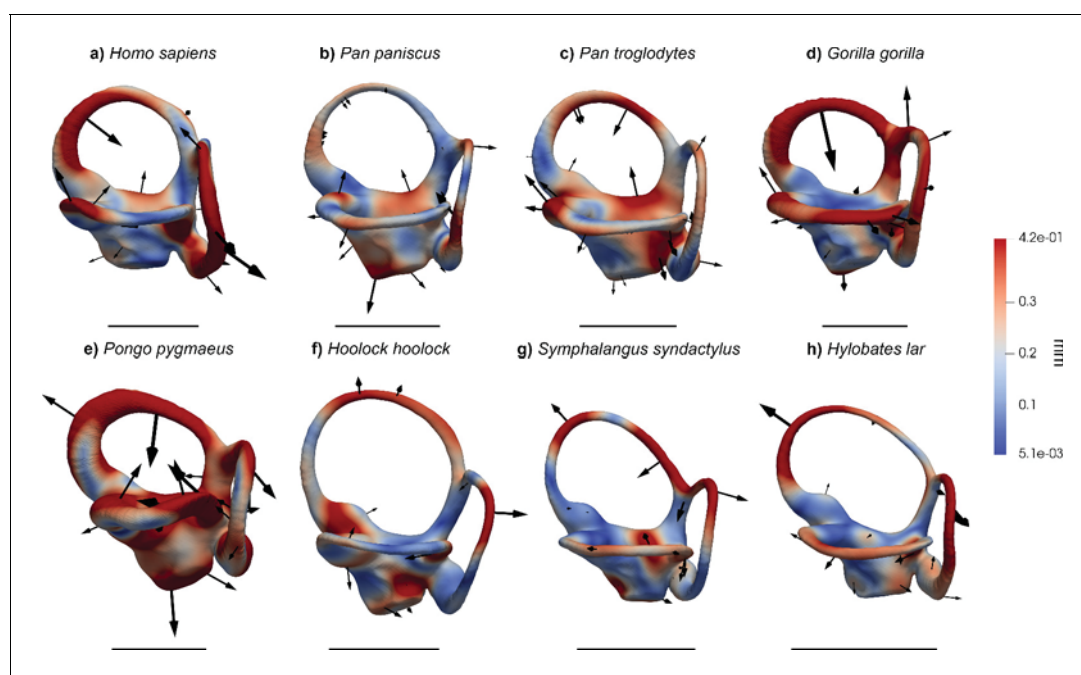 a) Homo sapiens
b) Pan paniscus
c) Pan troglodytes
d) Gorilla gorilla
4.2e-01
0.3
0.2
0.1
5.1e-03
mm
e) Pongo pygmaeus
f) Hoolock hoolock
g) Symphalangus syndactylus
h) Hylobates lar